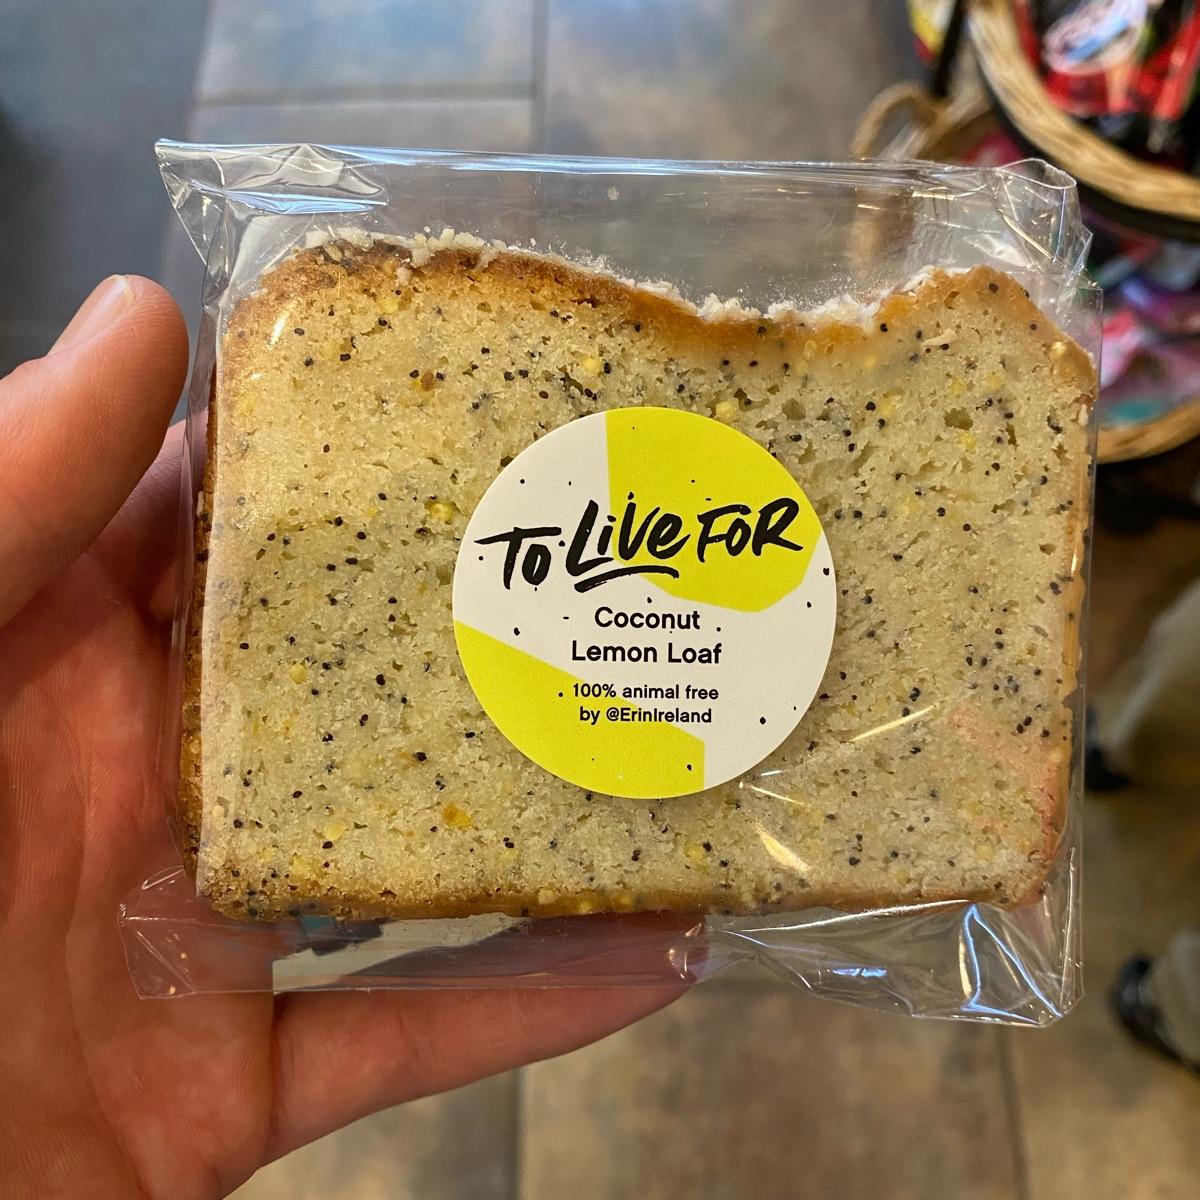 TO LiVE FOR
Coconut
Lemon Loaf
100% animal free
by @ErinIreland